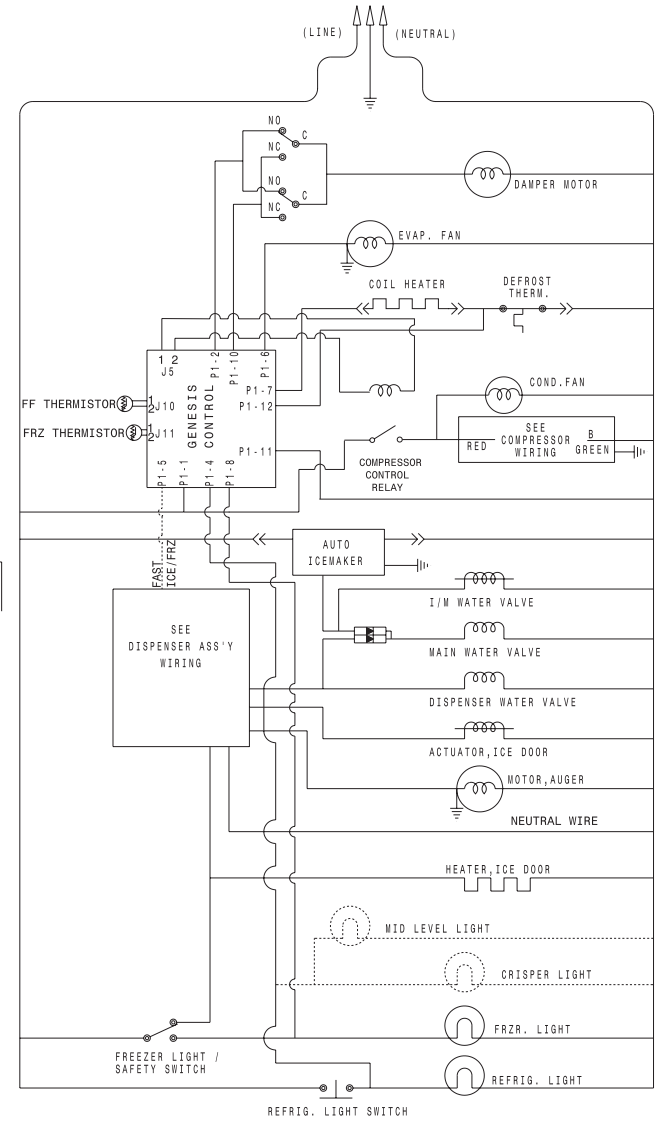 (LINE) (NEUTRAL)
NO
C
NC
NO
C
NC
DAMPER MOTOR
EVAP. FAN
COIL HEATER
DEFROST
THERM.
1 2
J5
P1-2
P1-10
P1-6
P1-7
P1-12
P1-11
GENESIS
CONTROL
FF THERMISTOR
1
2
J10
FRZ THERMISTOR
1
2
J11
P1-5
P1-1
P1-4
P1-8
COND.FAN
SEE
COMPRESSOR
WIRING
RED
B
GREEN
COMPRESSOR
CONTROL
RELAY
FAST
ICE/FRZ
AUTO
ICEMAKER
I/M WATER VALVE
SEE
DISPENSER ASS'Y
WIRING
MAIN WATER VALVE
DISPENSER WATER VALVE
ACTUATOR,ICE DOOR
MOTOR,AUGER
NEUTRAL WIRE
HEATER,ICE DOOR
MID LEVEL LIGHT
CRISPER LIGHT
FRZR. LIGHT
FREEZER LIGHT /
SAFETY SWITCH
REFRIG. LIGHT
REFRIG. LIGHT SWITCH